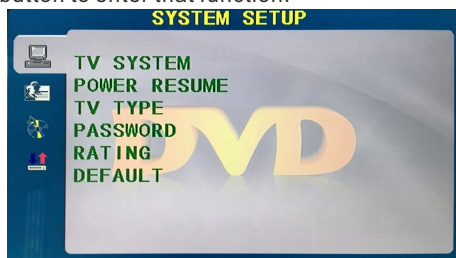 button to enter that function.
SYSTEM SETUP
TV SYSTEM
POWER RESUME
TV TYPE
PASSWORD
RATING
DEFAULT
DVD